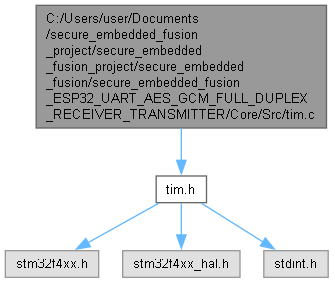 C:/Users/user/Documents
/secure_embedded_fusion
_project/secure_embedded
_fusion_project/secure_embedded
_fusion/secure_embedded_fusion
_ESP32_UART_AES_GCM_FULL_DUPLEX
_RECEIVER_TRANSMITTER/Core/Src/tim.c
tim.h
stm32f4xx.h
stm32f4xx_hal.h
stdint.h